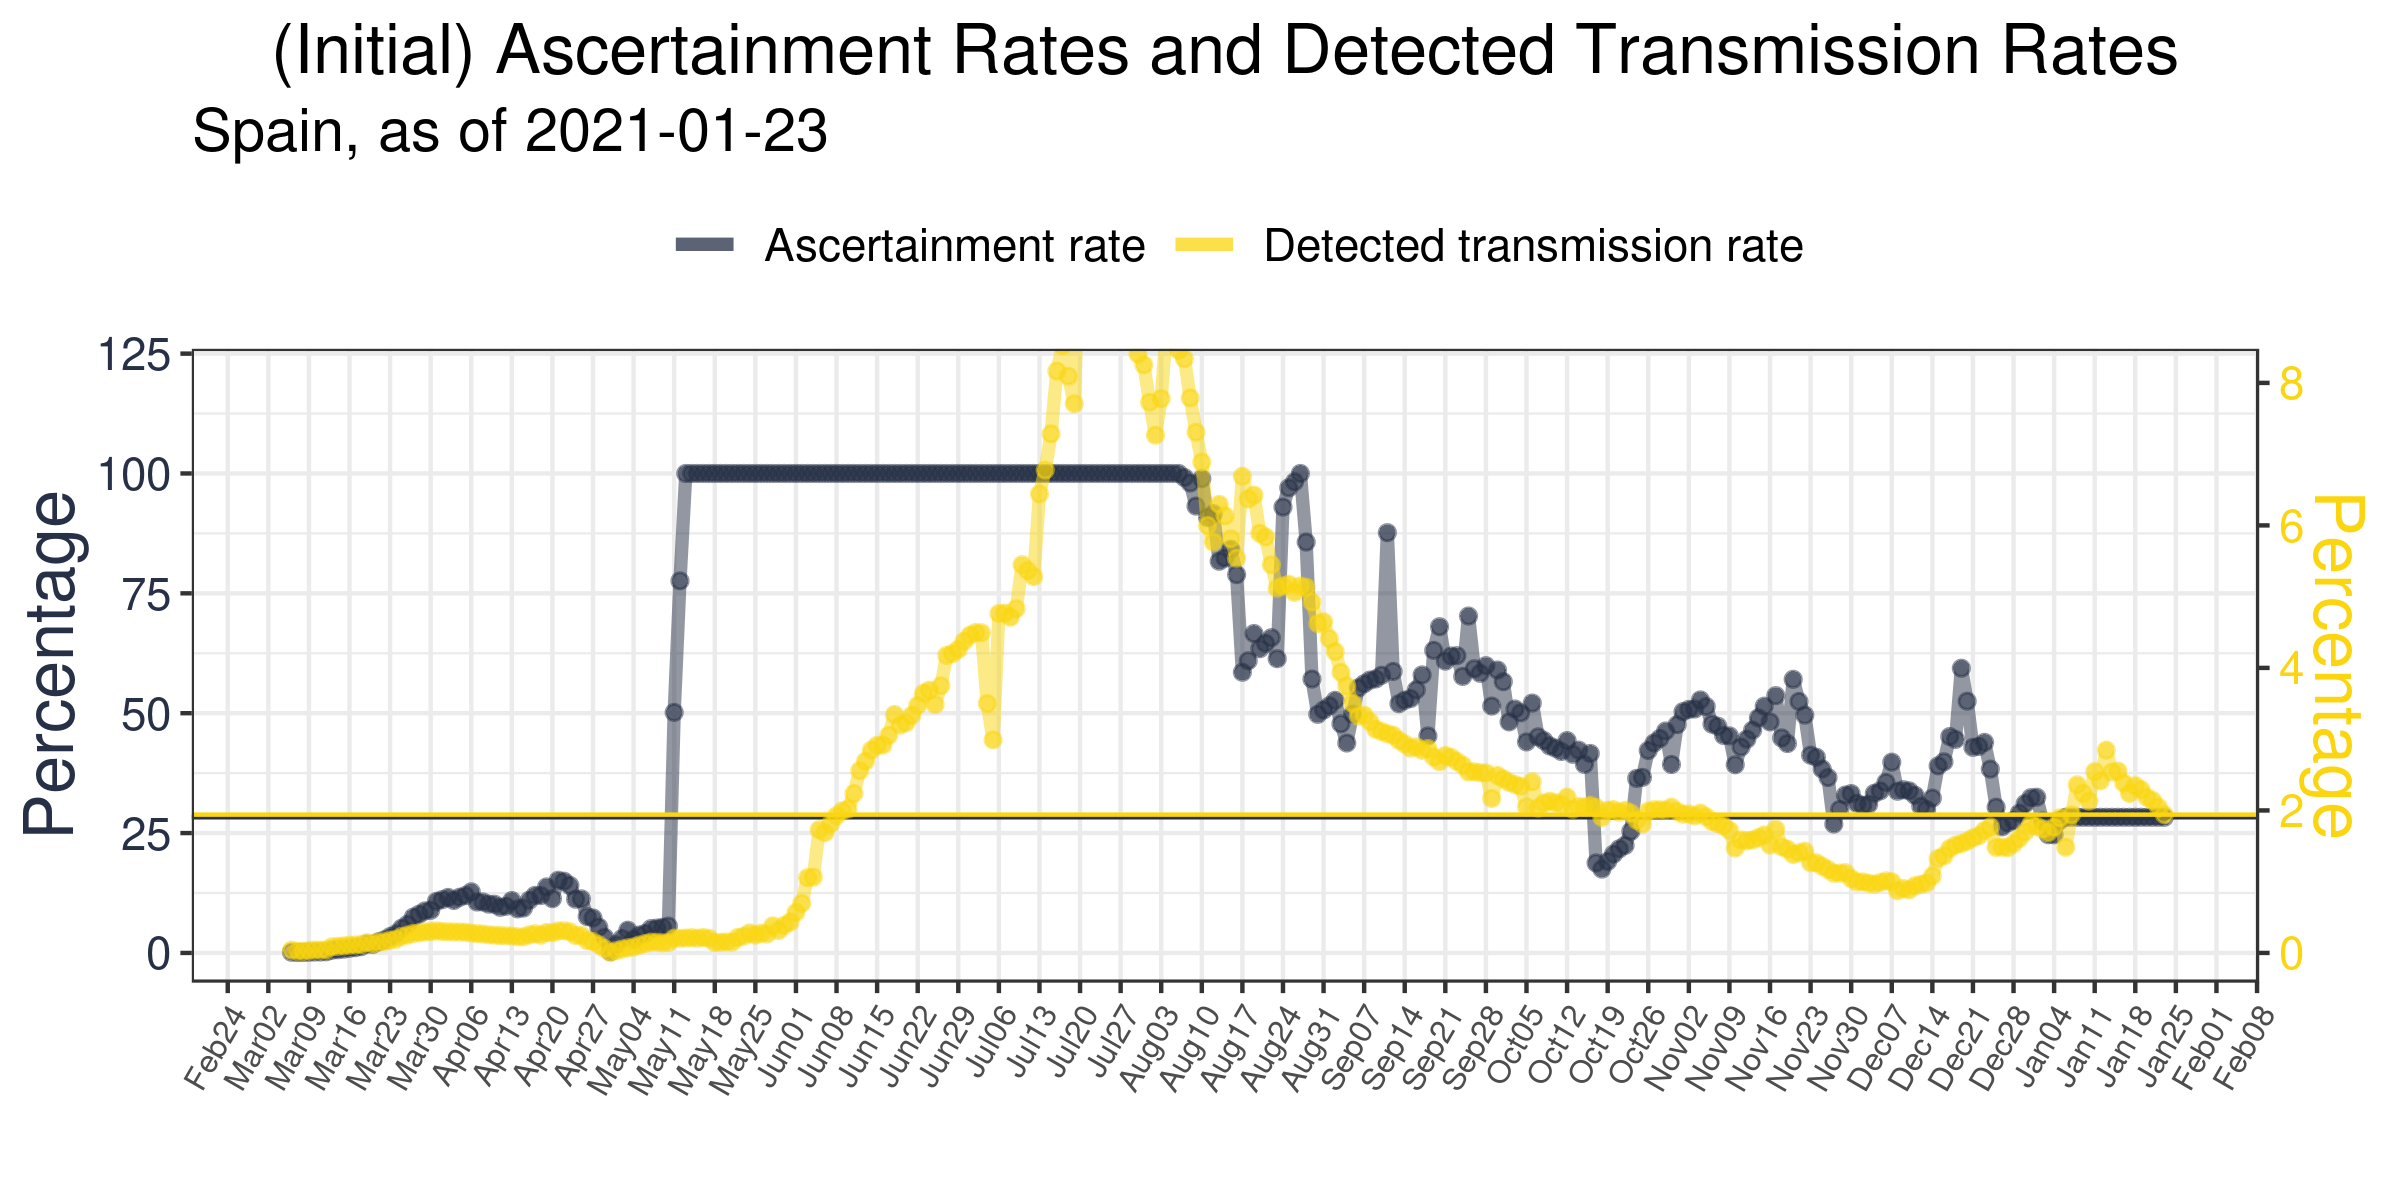 (Initial) Ascertainment Rates and Detected Transmission Rates
Spain, as of 2021-01-23
Ascertainment rate
Detected transmission rate
Percentage
125
100
75
50
25
0
8
6
4
2
0
Percentage
Feb24
Mar02
Mar09
Mar16
Mar23
Mar30
Apr06
Apr13
Apr20
Apr27
May04
May11
May18
May25
Jun01
Jun08
Jun15
Jun22
Jun29
Jul06
Jul13
Jul20
Jul27
Aug03
Aug10
Aug17
Aug24
Aug31
Sep07
Sep14
Sep21
Sep28
Oct05
Oct12
Oct19
Oct26
Nov02
Nov09
Nov16
Nov23
Nov30
Dec07
Dec14
Dec21
Dec28
Jan04
Jan11
Jan18
Jan25
Feb01
Feb08